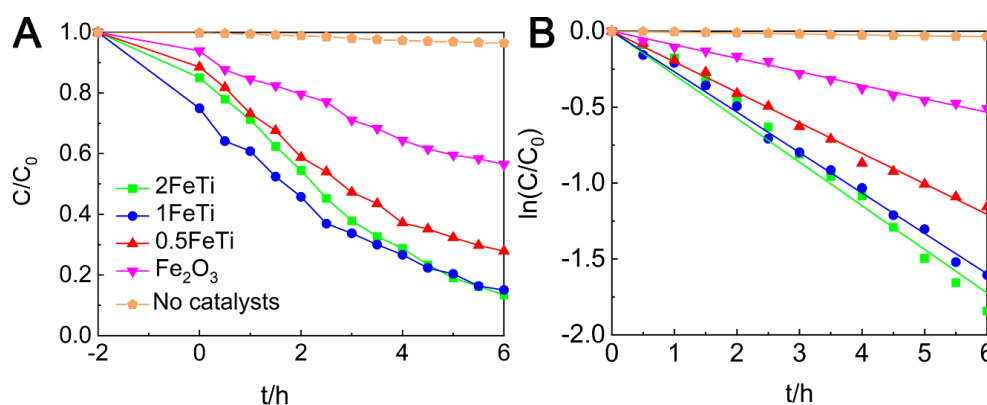 A
C/C0
1.0
0.8
0.6
0.4
0.2
0.0
2FeTi
1FeTi
0.5FeTi
Fe2O3
No catalysts
-2
0
2
4
6
t/h
B
ln(C/C0)
0.0
-0.5
-1.0
-1.5
-2.0
0
1
2
3
4
5
6
t/h